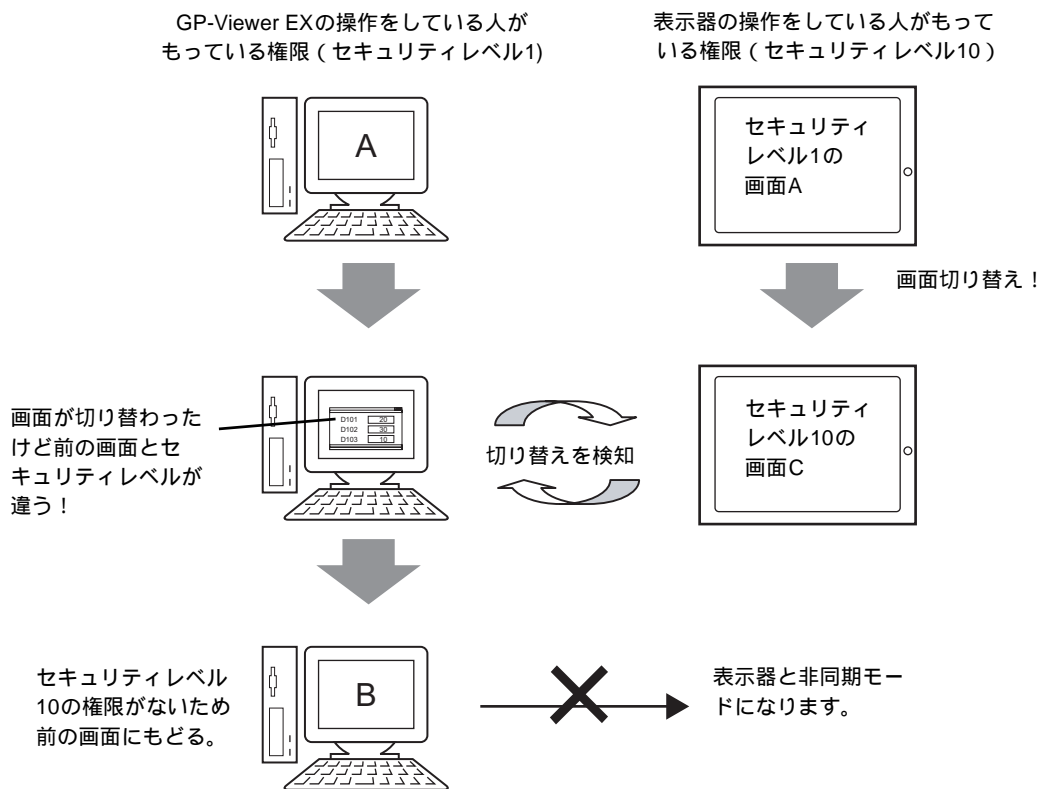 GP-Viewer EXの操作をしている人が
もっている権限（セキュリティレベル1)
表示器の操作をしている人がもって
いる権限（セキュリティレベル10）
A
セキュリティ
レベル1の
画面A
画面切り替え！
画面が切り替わった
けど前の画面とセ
キュリティレベルが
違う！
D101 20
D102 30
D103 10
切り替えを検知
セキュリティ
レベル10の
画面C
セキュリティレベル
10の権限がないため
前の画面にもどる。
B
表示器と非同期モー
ドになります。